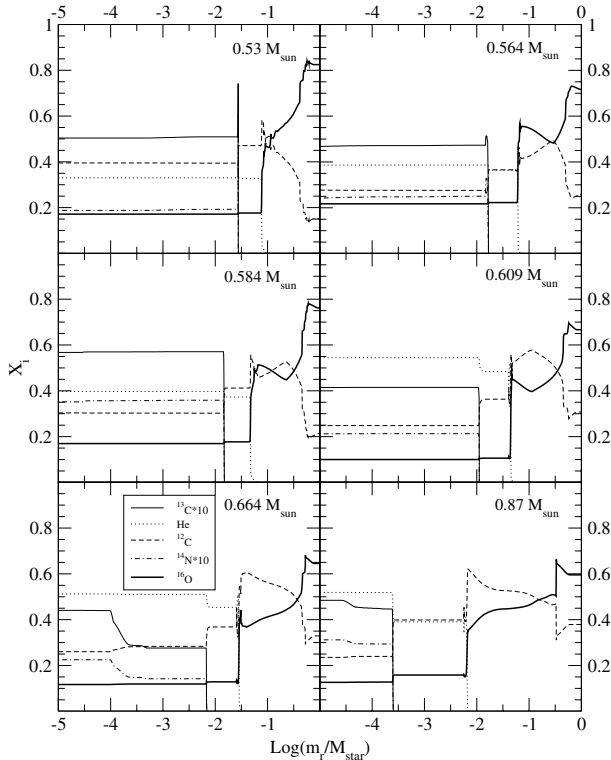 -5 -4 -3 -2 -1 -4 -3 -2 -1 0
1 1
0.53 M_sun 0.564 M_sun
0.8 0.8
0.6 0.6
0.4 0.4
0.2 0.2
0.584 M_sun 0.609 M_sun
0.8 0.8
0.6 0.6
X_i
0.4 0.4
0.2 0.2
0.664 M_sun 0.87 M_sun
^13C*10
He
^12C
^14N*10
^16O
0.8 0.8
0.6 0.6
0.4 0.4
0.2 0.2
-5 -4 -3 -2 -1 -4 -3 -2 -1 0
Log(m_r/M_star)